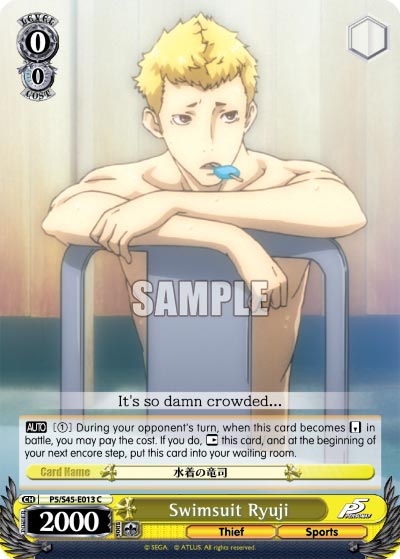 LEVEL
0
0
COST
SAMPLE
It's so damn crowded...
AUTO [①] During your opponent's turn, when this card becomes [▼] in
battle, you may pay the cost. If you do, [▶] this card, and at the beginning of
your next encore step, put this card into your waiting room.
Card Name 水着の竜司
CH P5/S45-E013 C
Swimsuit Ryuji
P5 PERSONA5
2000
Thief Sports
© SEGA. © ATLUS. All rights reserved.